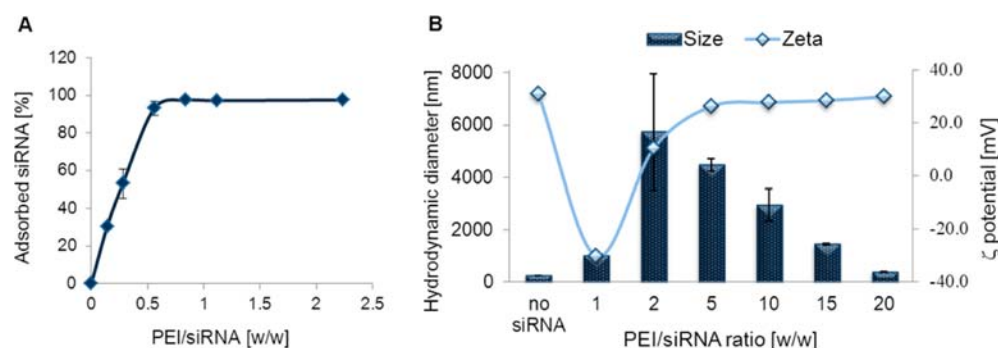 A
Adsorbed siRNA [%]
120
100
80
60
40
20
0
0 0.5 1 1.5 2 2.5
PEI/siRNA [w/w]
B
Size Zeta
Hydrodynamic diameter [nm]
8000
6000
4000
2000
0
40.0
20.0
0.0
-20.0
-40.0
ζ potential [mV]
no siRNA 1 2 5 10 15 20
PEI/siRNA ratio [w/w]